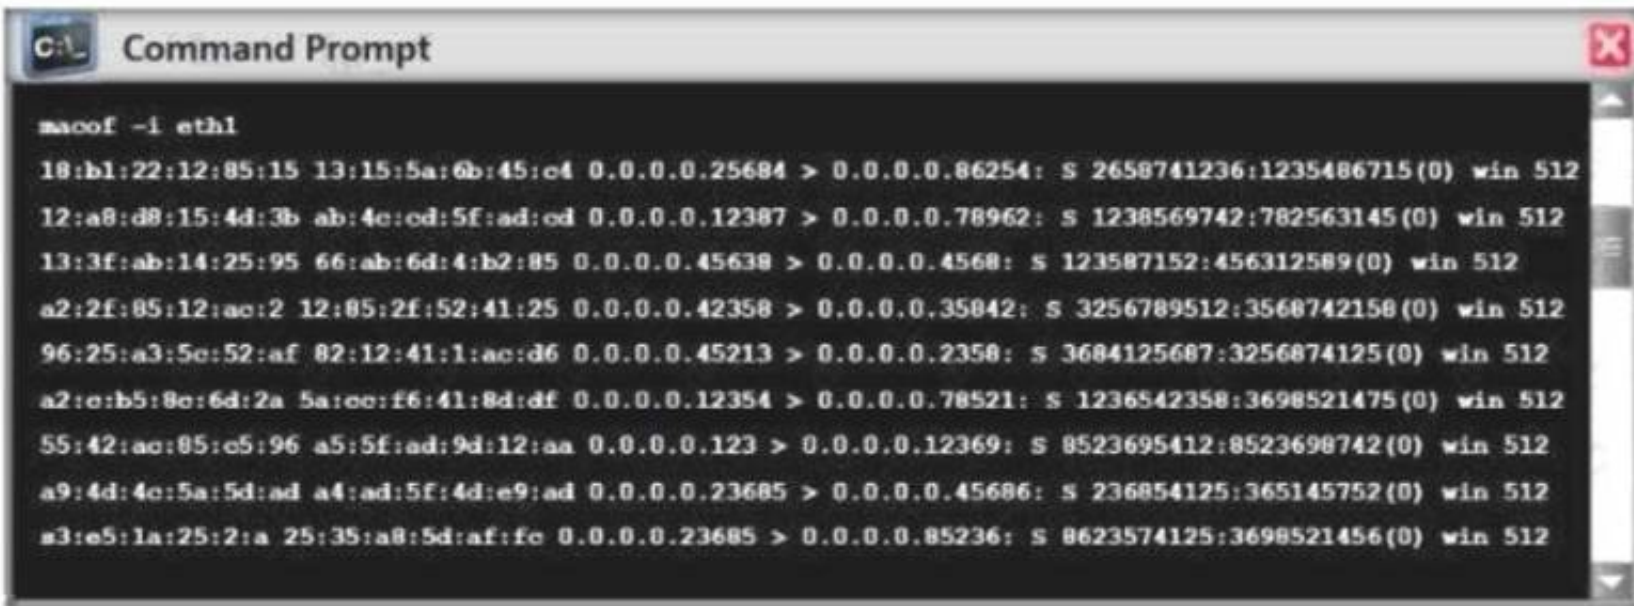 C:\_ Command Prompt
macof -i eth1
18:b1:22:12:85:15 13:15:5a:6b:45:c4 0.0.0.0.25684 > 0.0.0.0.86254: S 2658741236:1235486715(0) win 512
12:a8:d8:15:4d:3b ab:4c:cd:5f:ad:cd 0.0.0.0.12387 > 0.0.0.0.78962: S 1238569742:782563145(0) win 512
13:3f:ab:14:25:95 66:ab:6d:4:b2:85 0.0.0.0.45638 > 0.0.0.0.4568: S 123587152:456312589(0) win 512
a2:2f:85:12:ac:2 12:85:2f:52:41:25 0.0.0.0.42358 > 0.0.0.0.35842: S 3256789512:3568742158(0) win 512
96:25:a3:5c:52:af 82:12:41:1:ac:d6 0.0.0.0.45213 > 0.0.0.0.2358: S 3684125687:3256874125(0) win 512
a2:c:b5:8c:6d:2a 5a:cc:f6:41:8d:df 0.0.0.0.12354 > 0.0.0.0.78521: S 1236542358:3698521475(0) win 512
55:42:ac:85:c5:96 a5:5f:ad:9d:12:aa 0.0.0.0.123 > 0.0.0.0.12369: S 8523695412:8523698742(0) win 512
a9:4d:4c:5a:5d:ad a4:ad:5f:4d:e9:ad 0.0.0.0.23685 > 0.0.0.0.45686: S 236854125:365145752(0) win 512
s3:e5:1a:25:2:a 25:35:a8:5d:af:fc 0.0.0.0.23685 > 0.0.0.0.85236: S 8623574125:3698521456(0) win 512